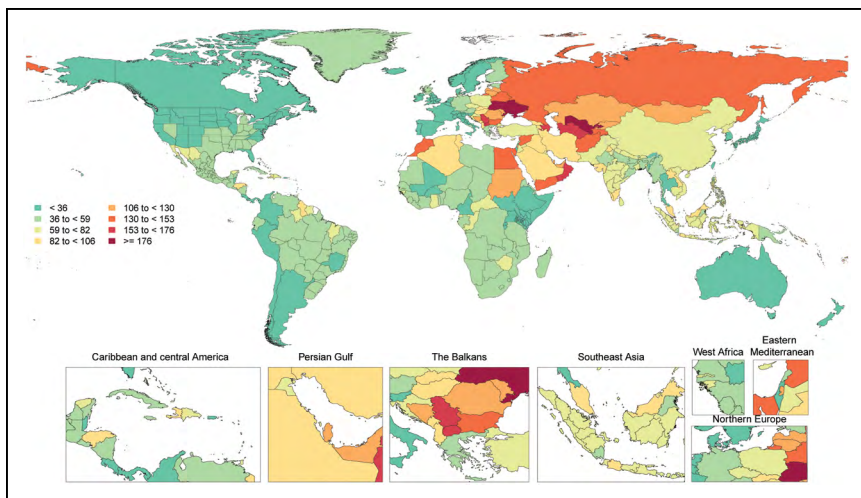 < 36
36 to < 59
59 to < 82
82 to < 106
106 to < 130
130 to < 153
153 to < 176
>= 176
Caribbean and central America
Persian Gulf
The Balkans
Southeast Asia
West Africa
Eastern
Mediterranean
Northern Europe